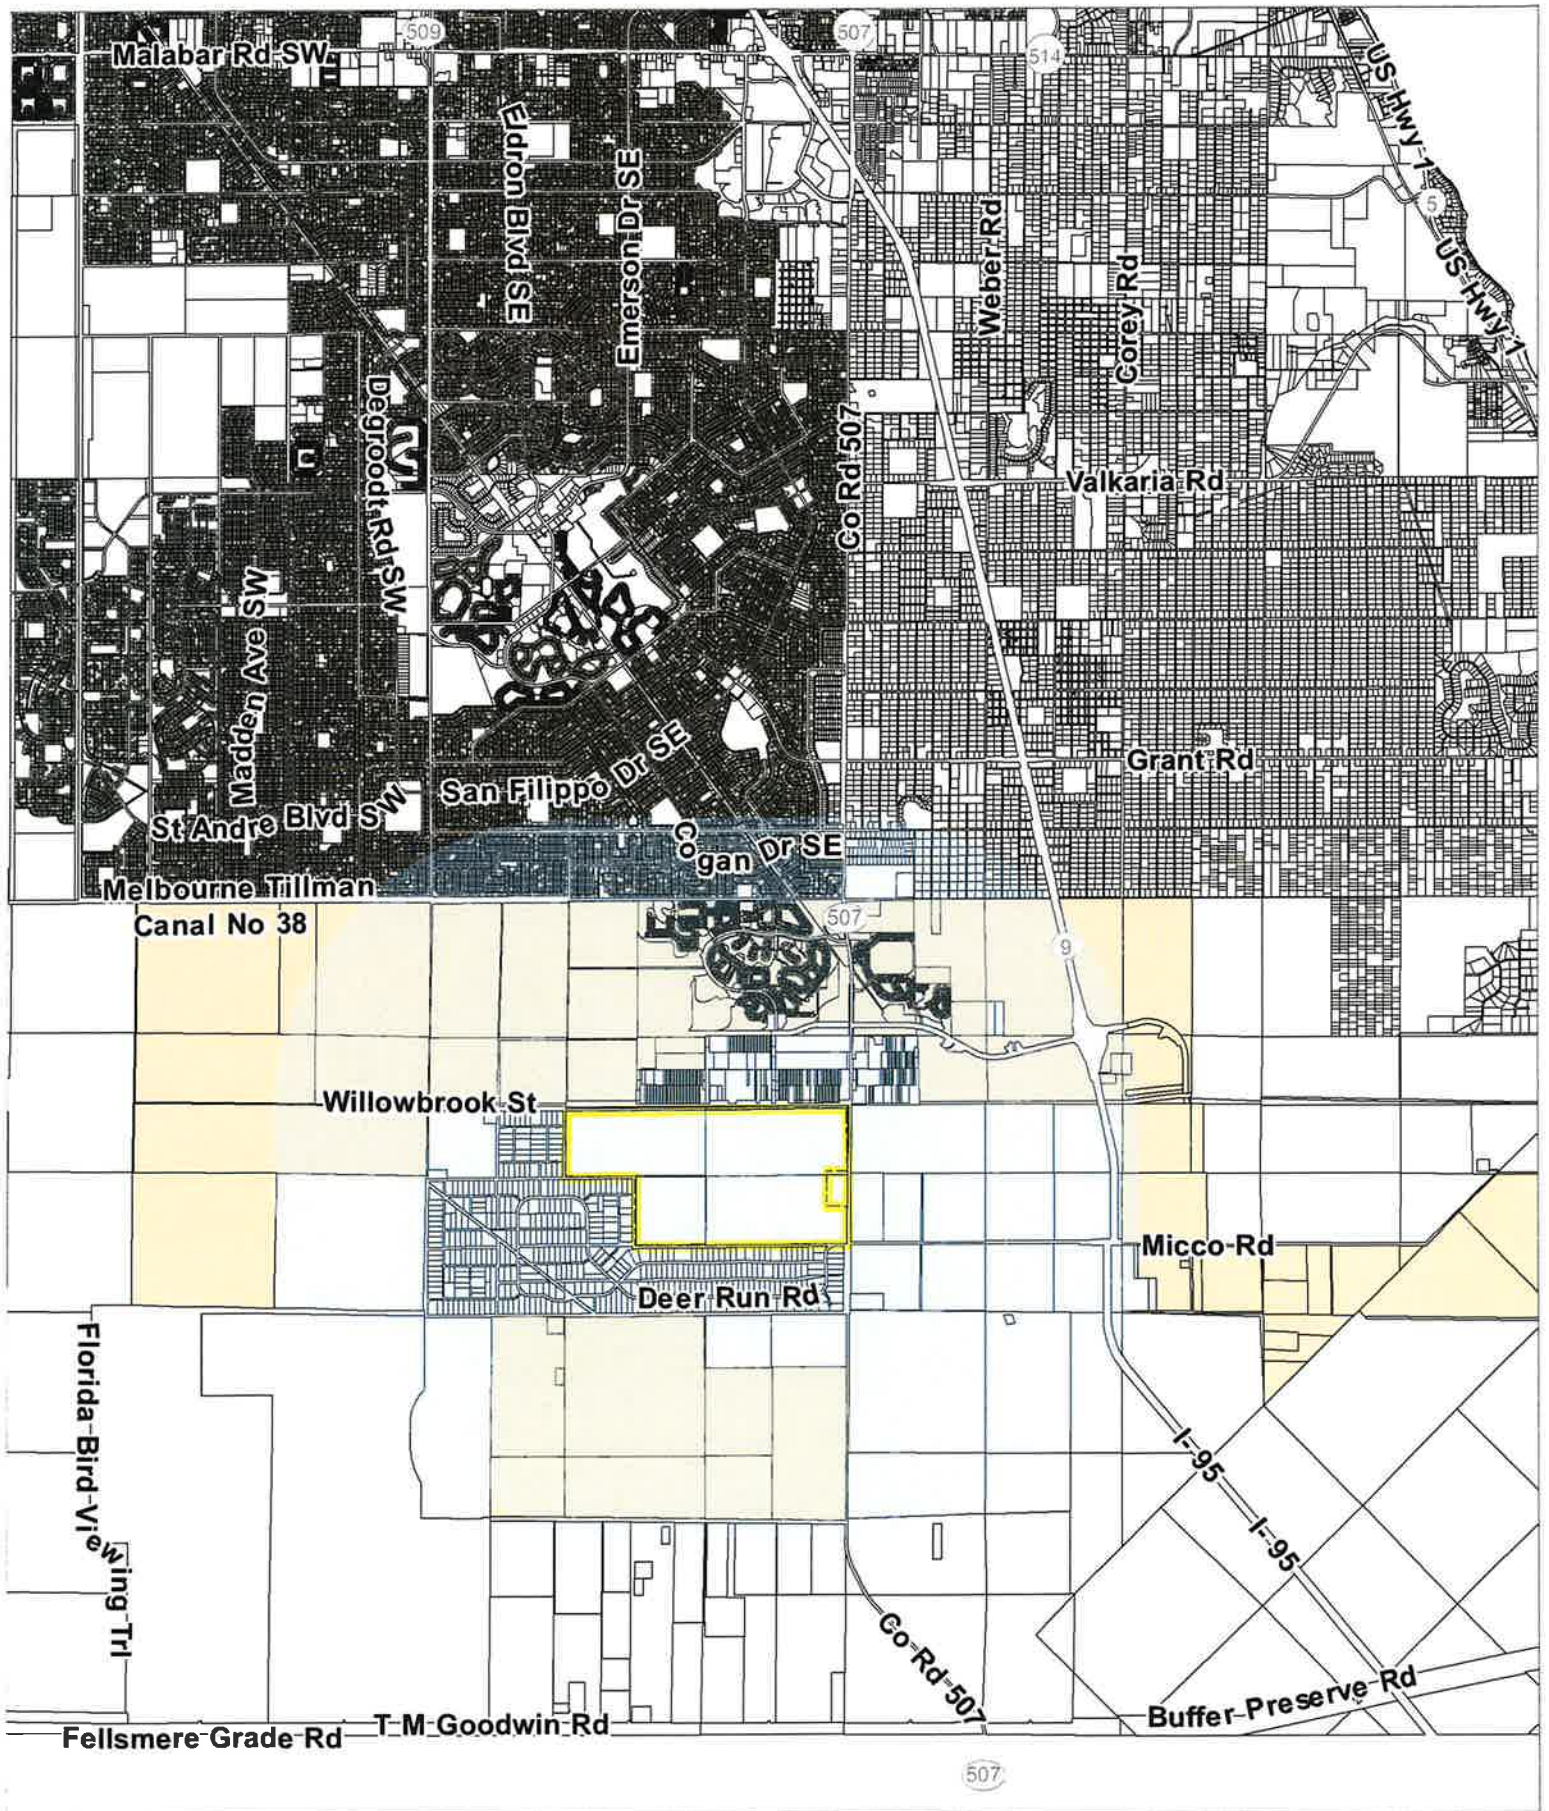 509
507
514
Malabar Rd SW
US Hwy 1
Eldron Blvd SE
Emerson Dr SE
5
Weber Rd
US Hwy 1
Corey Rd
Degroodt Rd SW
Co Rd 507
Valkaria Rd
Madden Ave SW
San Filippo Dr SE
Grant Rd
St Andre Blvd SW
Cogan Dr SE
Melbourne Tillman
Canal No 38
507
9
Willowbrook St
Micco Rd
Deer Run Rd
Florida Bird Viewing Trl
I-95
I-95
Co Rd 507
Buffer Preserve Rd
T M Goodwin Rd
Fellsmere Grade Rd
507